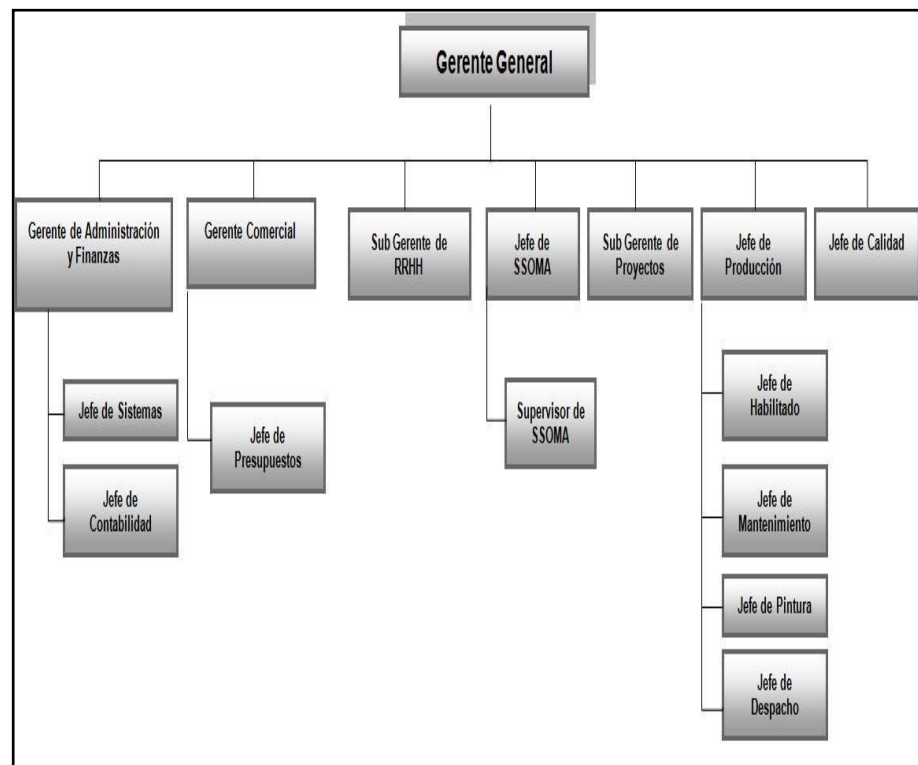 Gerente General
Gerente de Administración
y Finanzas
Gerente Comercial
Sub Gerente de
RRHH
Jefe de
SSOMA
Sub Gerente de
Proyectos
Jefe de
Producción
Jefe de Calidad
Jefe de Sistemas
Jefe de
Contabilidad
Jefe de
Presupuestos
Supervisor de
SSOMA
Jefe de
Habilitado
Jefe de
Mantenimiento
Jefe de Pintura
Jefe de
Despacho